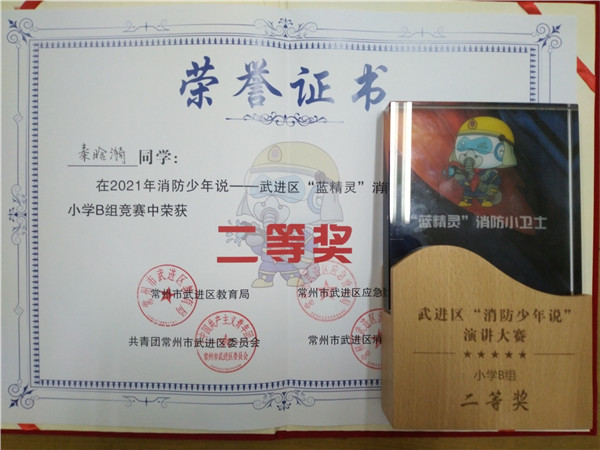 荣誉证书
同学：
在2021年消防少年说——武进区“蓝精灵”消
小学B组竞赛中荣获
二等奖
常州市武进区教育局
常州市武进区应急
共青团常州市武进区委员会
常州市武进区消
“蓝精灵”消防小卫士
武进区“消防少年说”
演讲大赛
★★★★★
小学B组
二等奖